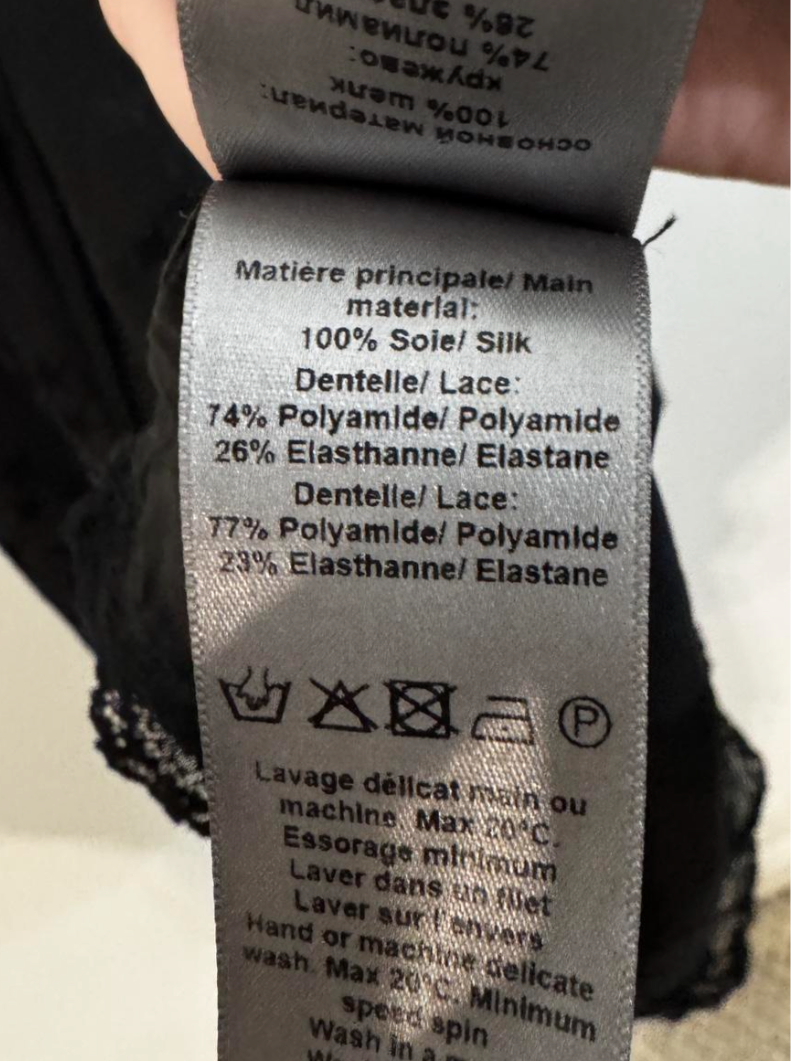 основной материал:
100% шелк
кружево:
74% полиамид
26%
Matière principale/ Main
material:
100% Soie/ Silk
Dentelle/ Lace:
74% Polyamide/ Polyamide
26% Elasthanne/ Elastane
Dentelle/ Lace:
77% Polyamide/ Polyamide
23% Elasthanne/ Elastane
P
Lavage délicat main ou
machine. Max 20°C.
Essorage minimum
Laver dans un filet
Laver sur l'envers
Hand or machine delicate
wash. Max 20°C. Minimum
speed spin
Wash in a